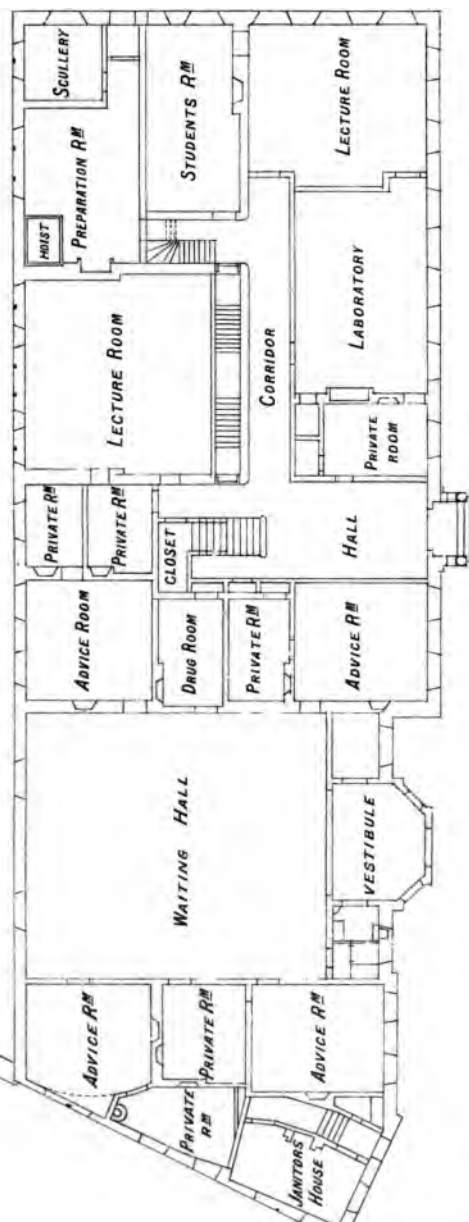 SCULLERY
STUDENTS RM
LECTURE ROOM
PREPARATION RM
HOIST
LECTURE ROOM
CORRIDOR
LABORATORY
PRIVATE
ROOM
PRIVATE RM
PRIVATE RM
CLOSET
HALL
ADVICE ROOM
DRUG ROOM
PRIVATE RM
ADVICE RM
WAITING HALL
VESTIBULE
ADVICE RM
PRIVATE RM
ADVICE RM
PRIVATE
RM
JANITORS
HOUSE